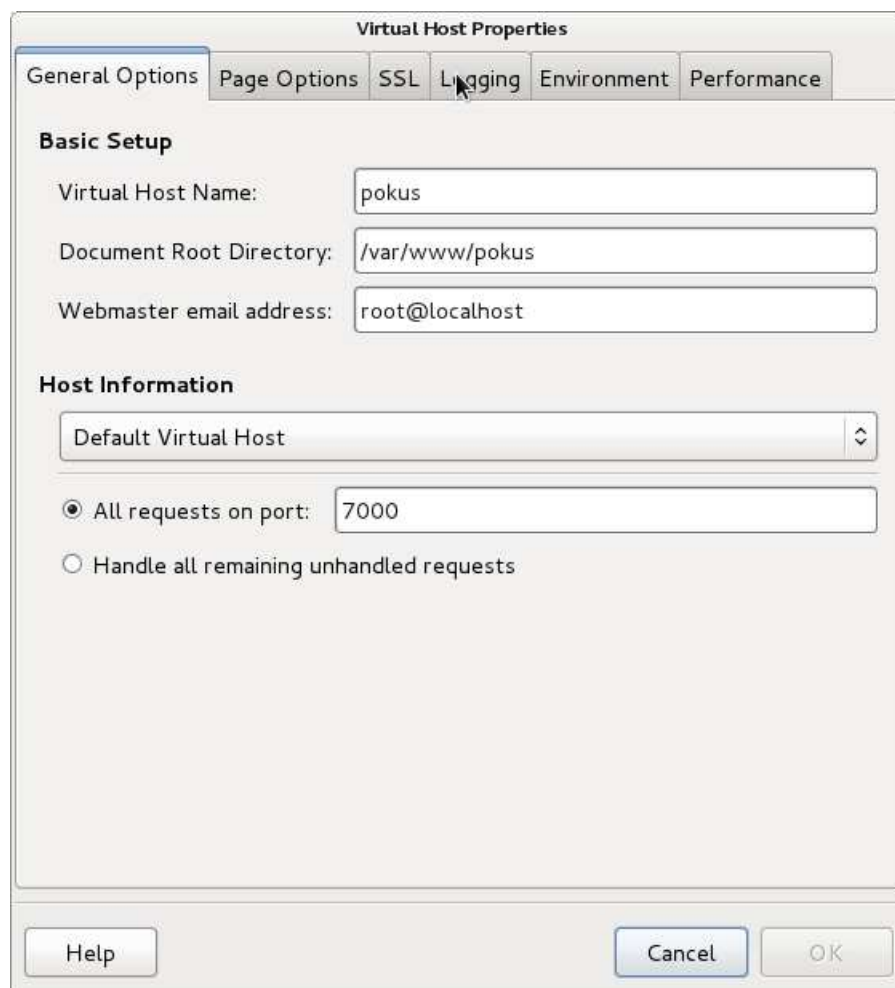 Virtual Host Properties
General Options Page Options SSL Logging Environment Performance
Basic Setup
Virtual Host Name: pokus
Document Root Directory: /var/www/pokus
Webmaster email address: root@localhost
Host Information
Default Virtual Host
All requests on port: 7000
Handle all remaining unhandled requests
Help Cancel OK